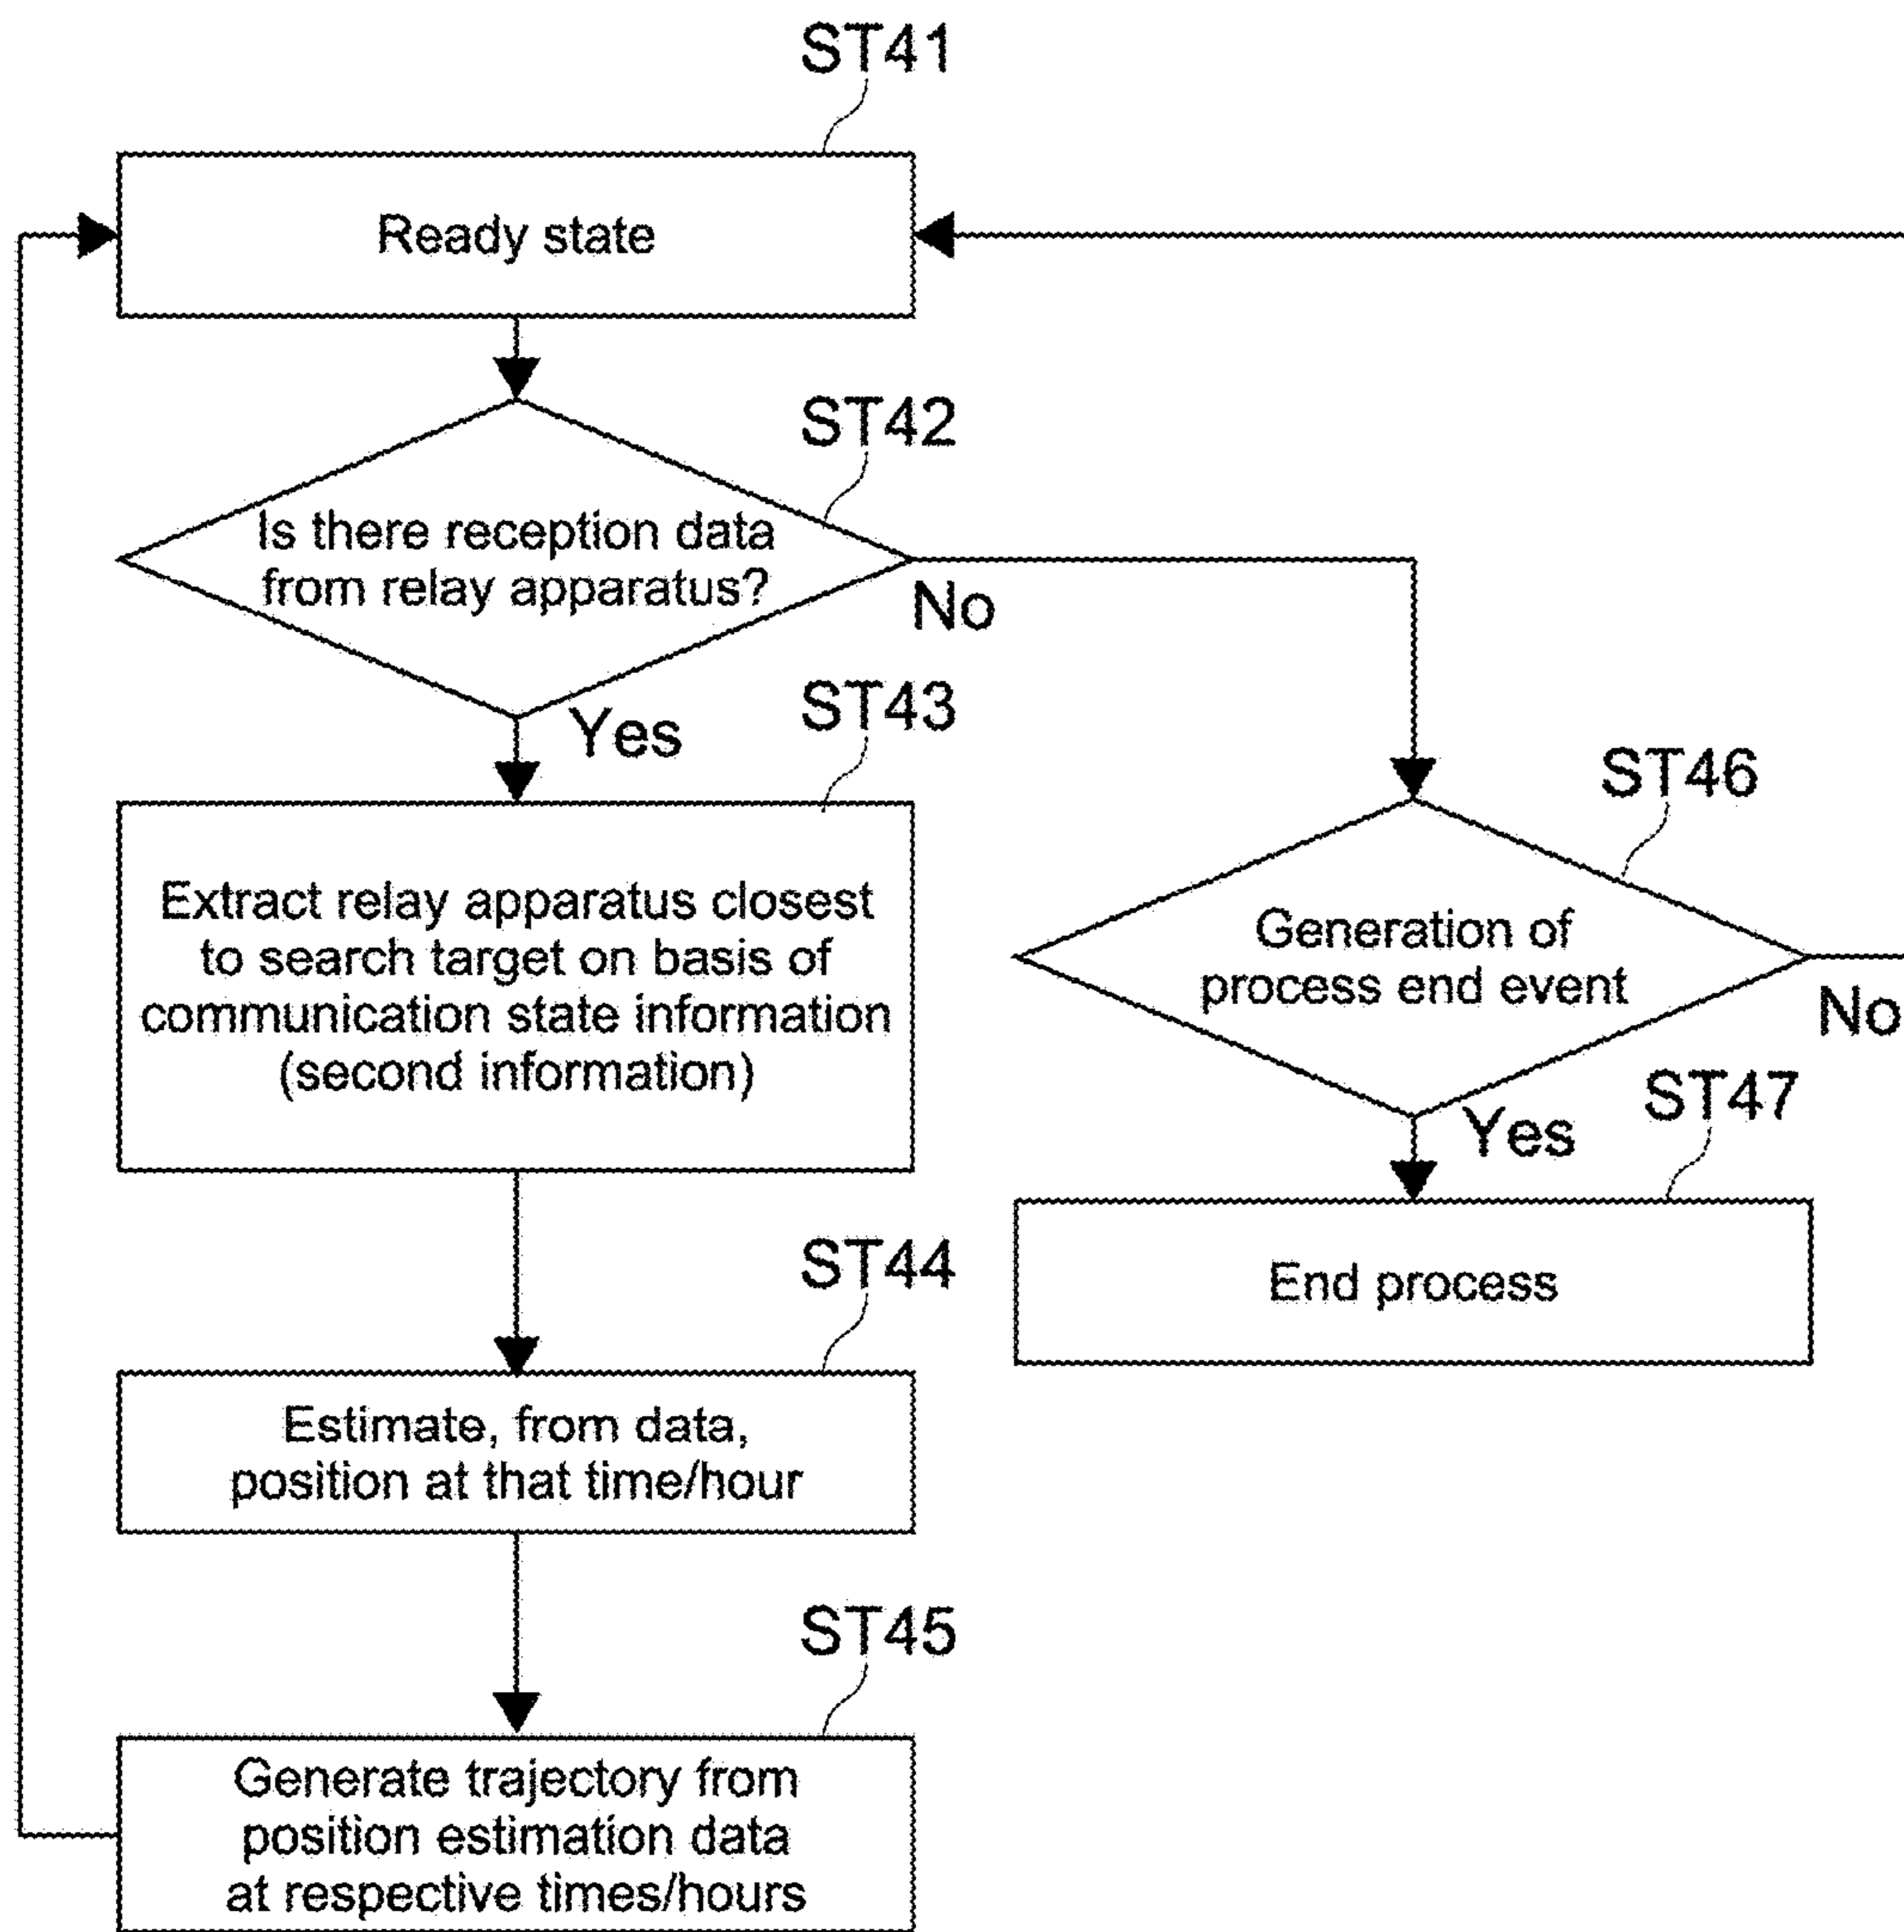 ST41
Ready state
ST42
Is there reception data
from relay apparatus?
No
Yes
ST43
Extract relay apparatus closest
to search target on basis of
communication state information
(second information)
ST44
Estimate, from data,
position at that time/hour
ST45
Generate trajectory from
position estimation data
at respective times/hours
ST46
Generation of
process end event
No
Yes
ST47
End process